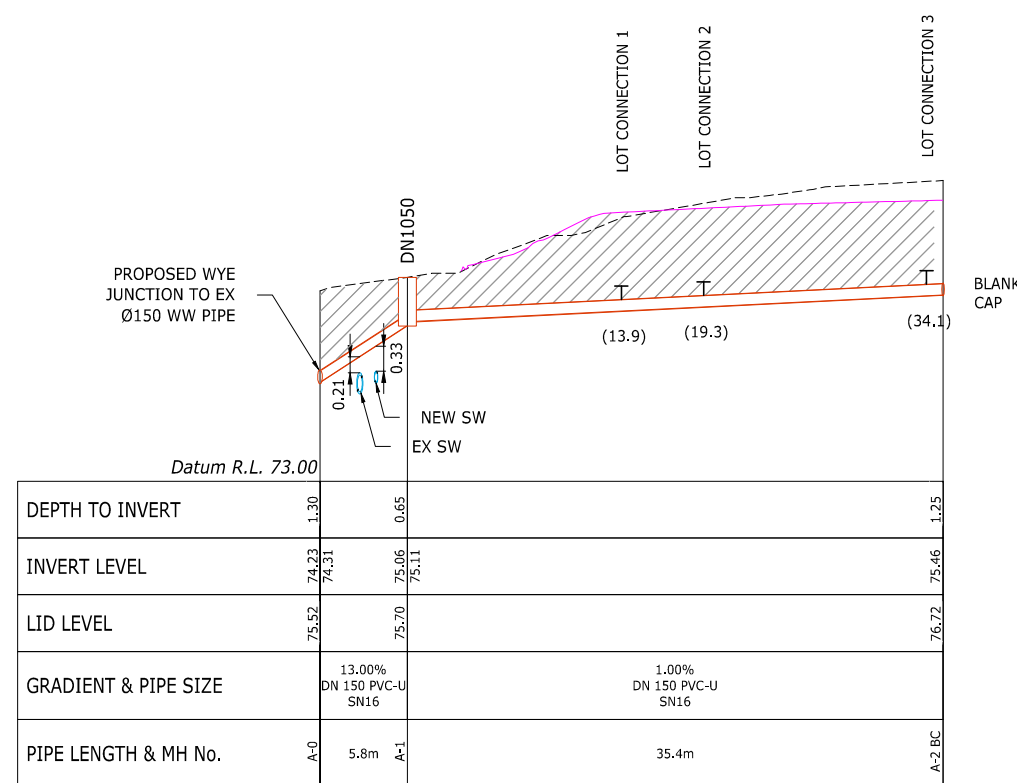 LOT CONNECTION 1
LOT CONNECTION 2
LOT CONNECTION 3
DN1050
PROPOSED WYE
JUNCTION TO EX
Ø150 WW PIPE
BLANK
CAP
(13.9)
(19.3)
(34.1)
0.21
0.33
NEW SW
EX SW
Datum R.L. 73.00
DEPTH TO INVERT
1.30
0.65
1.25
INVERT LEVEL
74.23
74.31
75.06
75.11
75.46
LID LEVEL
75.52
75.70
76.72
GRADIENT & PIPE SIZE
13.00%
DN 150 PVC-U
SN16
1.00%
DN 150 PVC-U
SN16
PIPE LENGTH & MH No.
A-0
5.8m
A-1
35.4m
A-2 BC